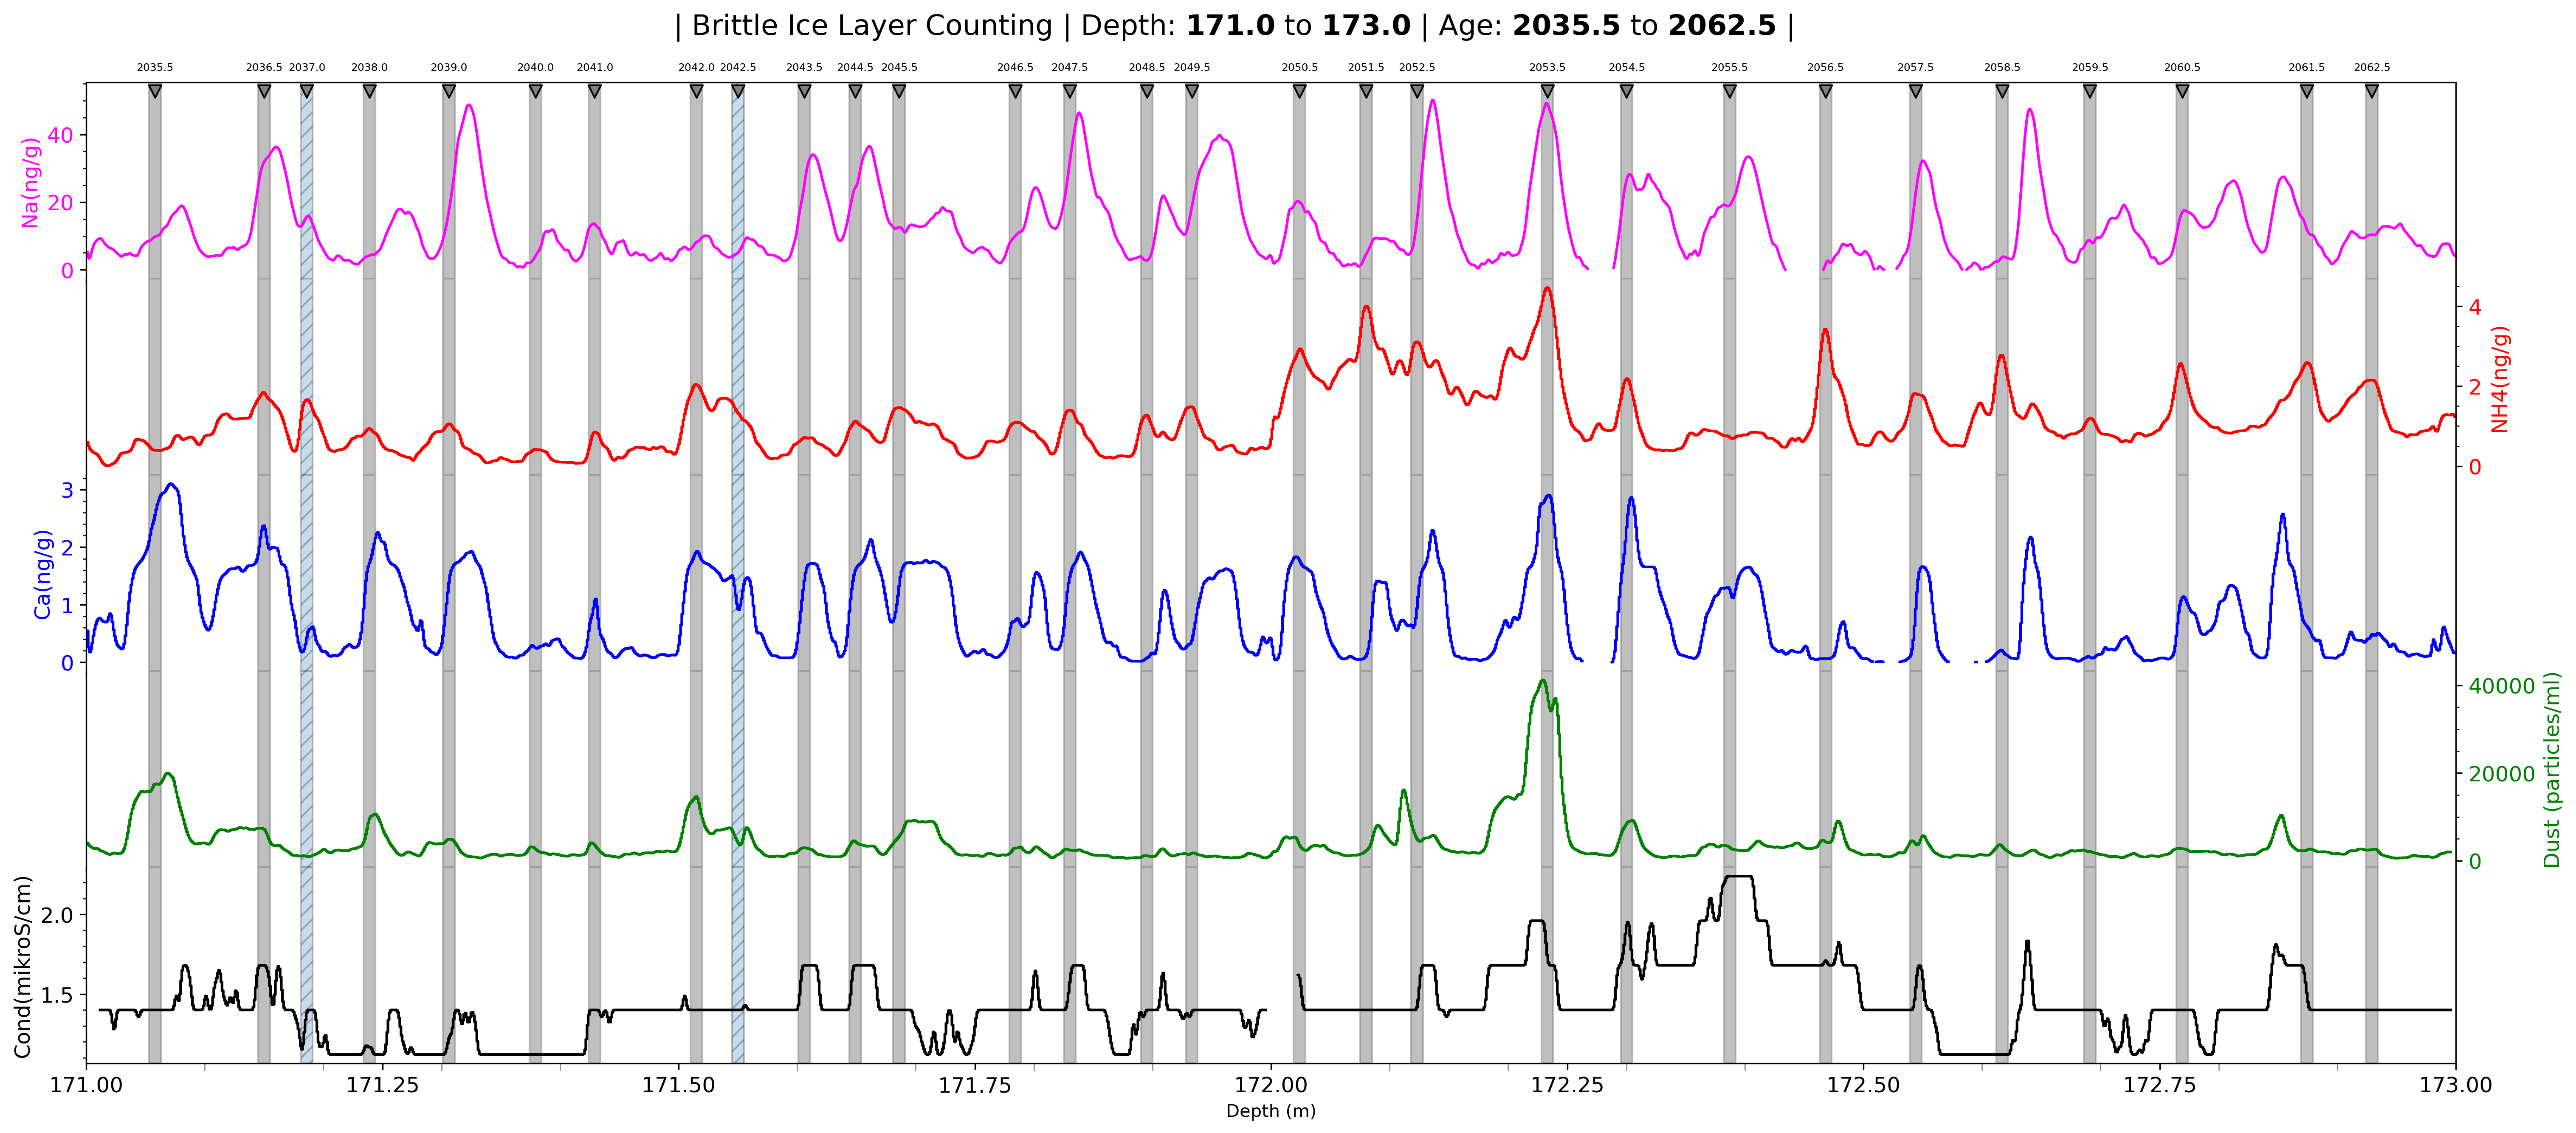 | Brittle Ice Layer Counting | Depth: 171.0 to 173.0 | Age: 2035.5 to 2062.5 |
2035.5 2036.5 2037.0 2038.0 2039.0 2040.0 2041.0 2042.0 2042.5 2043.5 2044.5 2045.5 2046.5 2047.5 2048.5 2049.5 2050.5 2051.5 2052.5 2053.5 2054.5 2055.5 2056.5 2057.5 2058.5 2059.5 2060.5 2061.5 2062.5
Na(ng/g)
40
20
0
NH4(ng/g)
4
2
0
Ca(ng/g)
3
2
1
0
Dust (particles/ml)
40000
20000
0
Cond(mikroS/cm)
2.0
1.5
171.00 171.25 171.50 171.75 172.00 172.25 172.50 172.75 173.00
Depth (m)